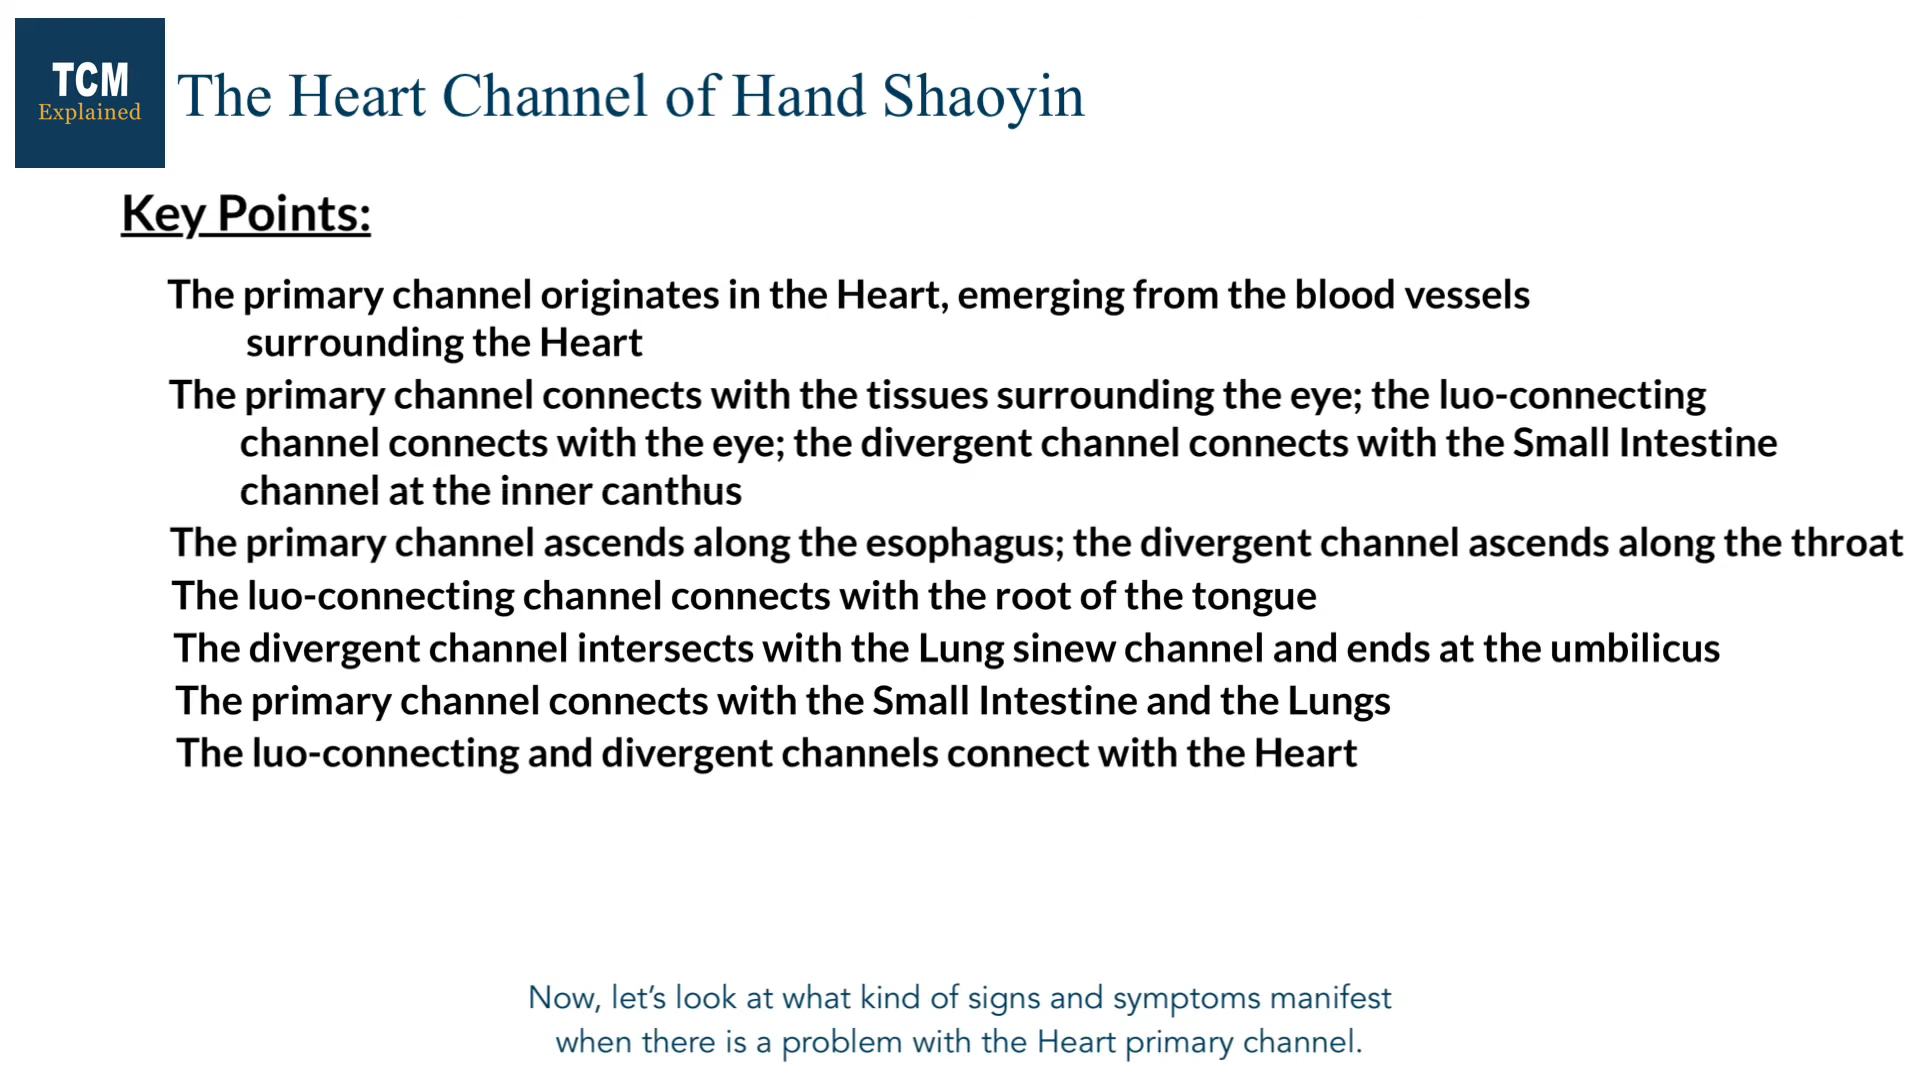 TCM
Explained
The Heart Channel of Hand Shaoyin
Key Points:
The primary channel originates in the Heart, emerging from the blood vessels
surrounding the Heart
The primary channel connects with the tissues surrounding the eye; the luo-connecting
channel connects with the eye; the divergent channel connects with the Small Intestine
channel at the inner canthus
The primary channel ascends along the esophagus; the divergent channel ascends along the throat
The luo-connecting channel connects with the root of the tongue
The divergent channel intersects with the Lung sinew channel and ends at the umbilicus
The primary channel connects with the Small Intestine and the Lungs
The luo-connecting and divergent channels connect with the Heart
Now, let's look at what kind of signs and symptoms manifest
when there is a problem with the Heart primary channel.